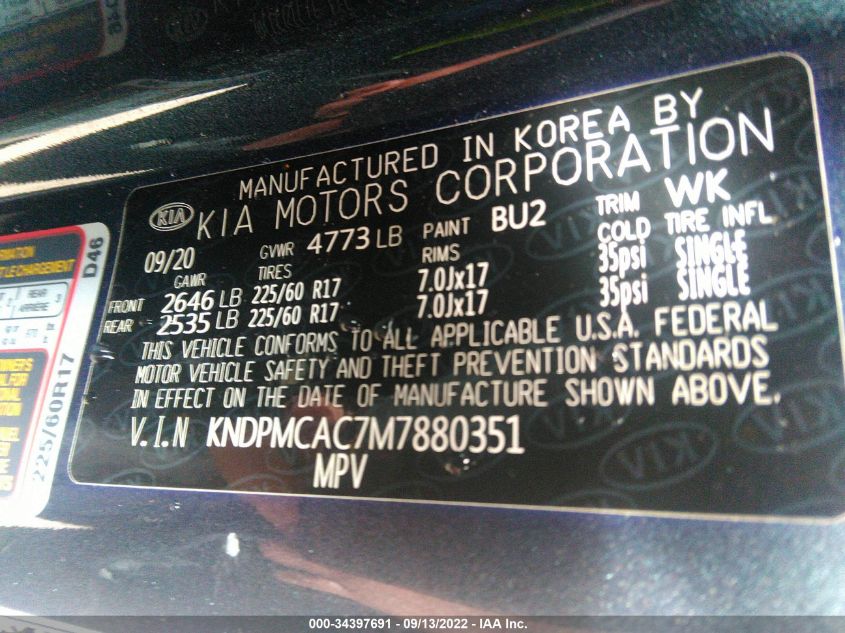 MANUFACTURED IN KOREA BY
KIA KIA MOTORS CORPORATION
09/20 GVWR 4773 LB PAINT BU2 TRIM WK
GAWR TIRES RIMS COLD TIRE INFL
FRONT 2646 LB 225/60 R17 7.0Jx17 35psi SINGLE
REAR 2535 LB 225/60 R17 7.0Jx17 35psi SINGLE
THIS VEHICLE CONFORMS TO ALL APPLICABLE U.S.A. FEDERAL
MOTOR VEHICLE SAFETY AND THEFT PREVENTION STANDARDS
IN EFFECT ON THE DATE OF MANUFACTURE SHOWN ABOVE.
V.I.N KNDPMCAC7M7880351
MPV
D46
225/60R17
000-34397691 - 09/13/2022 - IAA Inc.